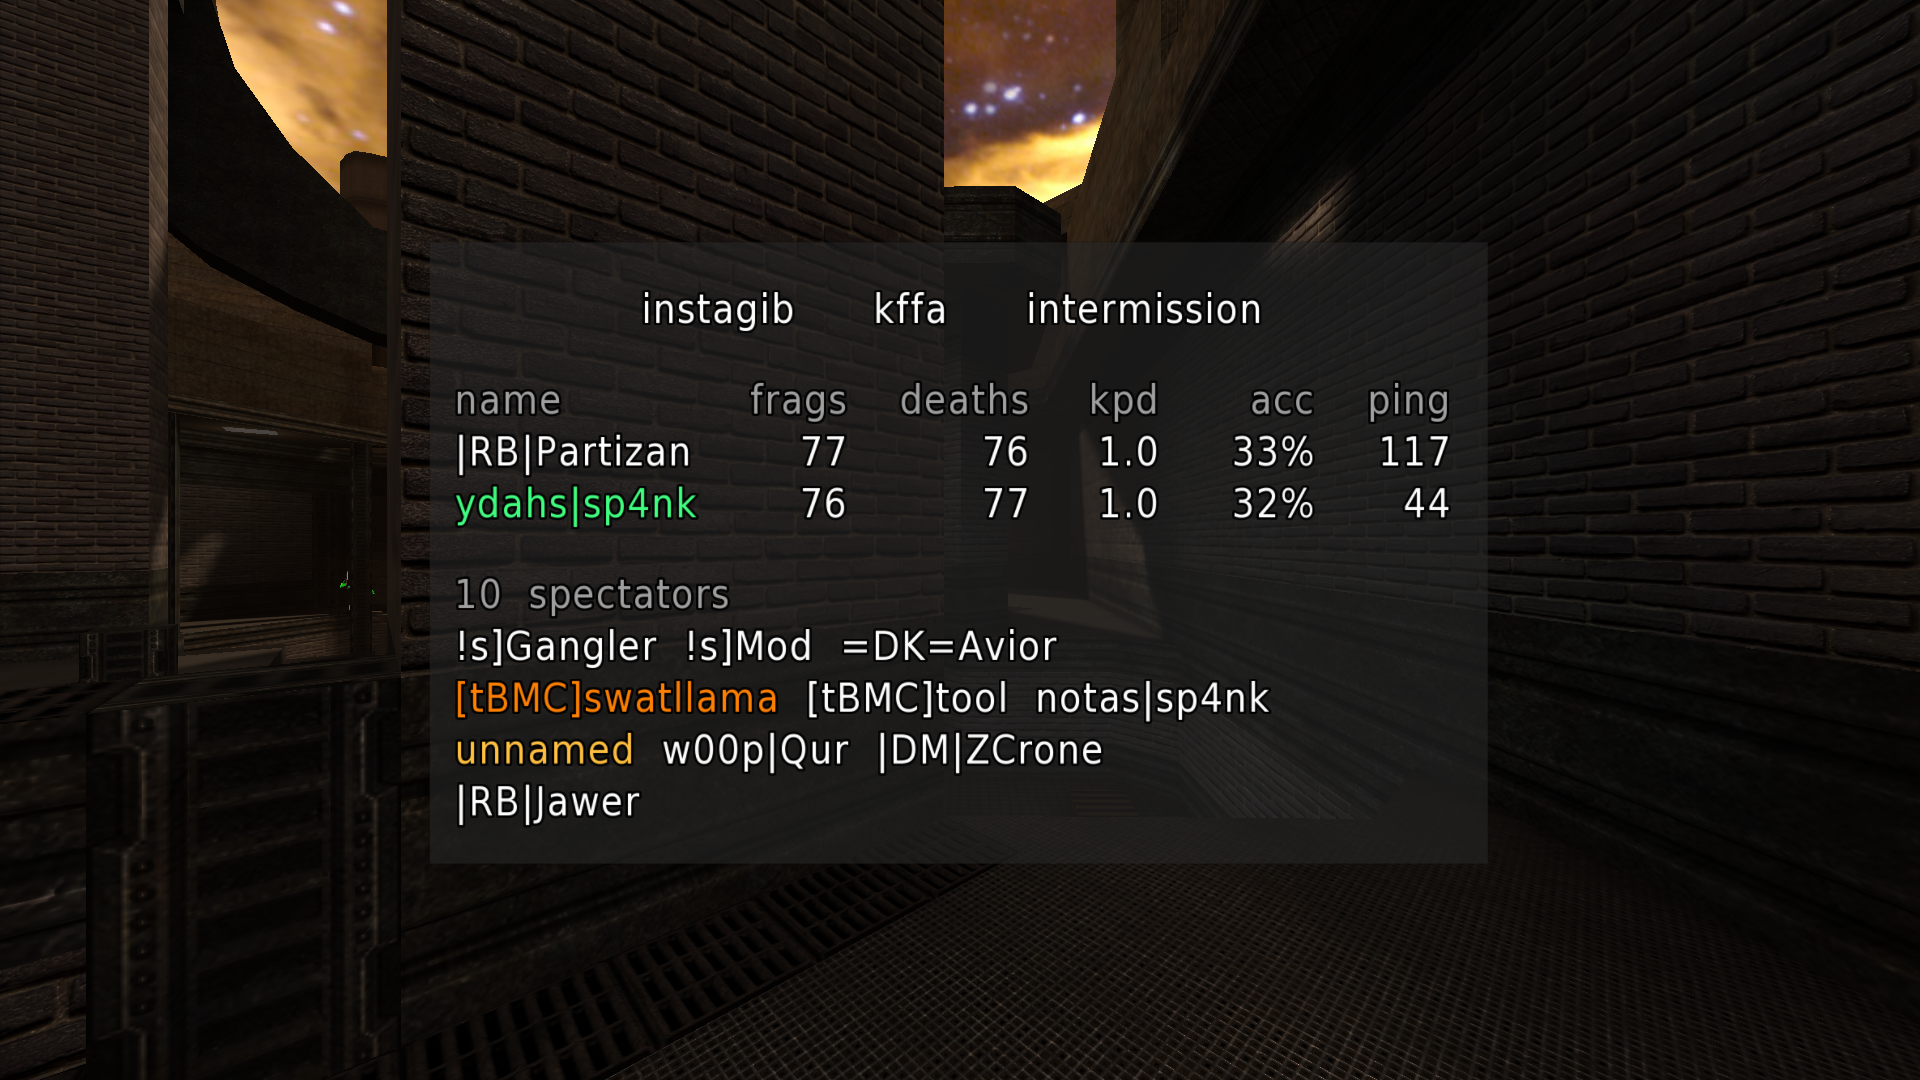 instagib kffa intermission
name frags deaths kpd acc ping
|RB|Partizan 77 76 1.0 33% 117
ydahs|sp4nk 76 77 1.0 32% 44
10 spectators
!s]Gangler !s]Mod =DK=Avior
[tBMC]swatllama [tBMC]tool notas|sp4nk
unnamed w00p|Qur |DM|ZCrone
|RB|Jawer